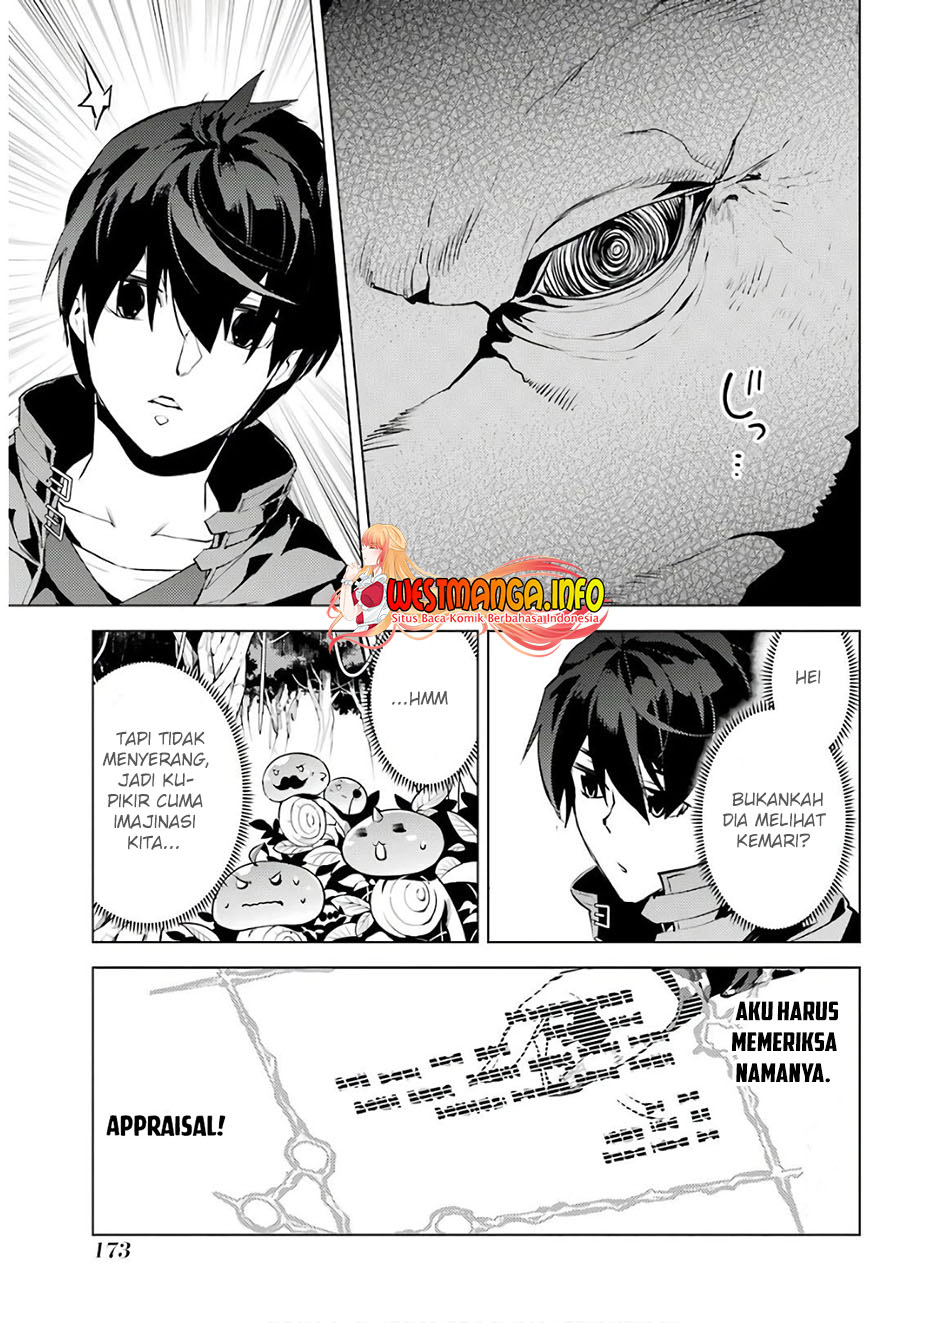 じっ…
WESTMANGA.INFO
Situs Baca Komik Berbahasa Indonesia
HEI
BUKANKAH
DIA MELIHAT
KEMARI?
...HMM
TAPI TIDAK
MENYERANG,
JADI KU-
PIKIR CUMA
IMAJINASI
KITA...
AKU HARUS
MEMERIKSA
NAMANYA.
APPRAISAL!
173